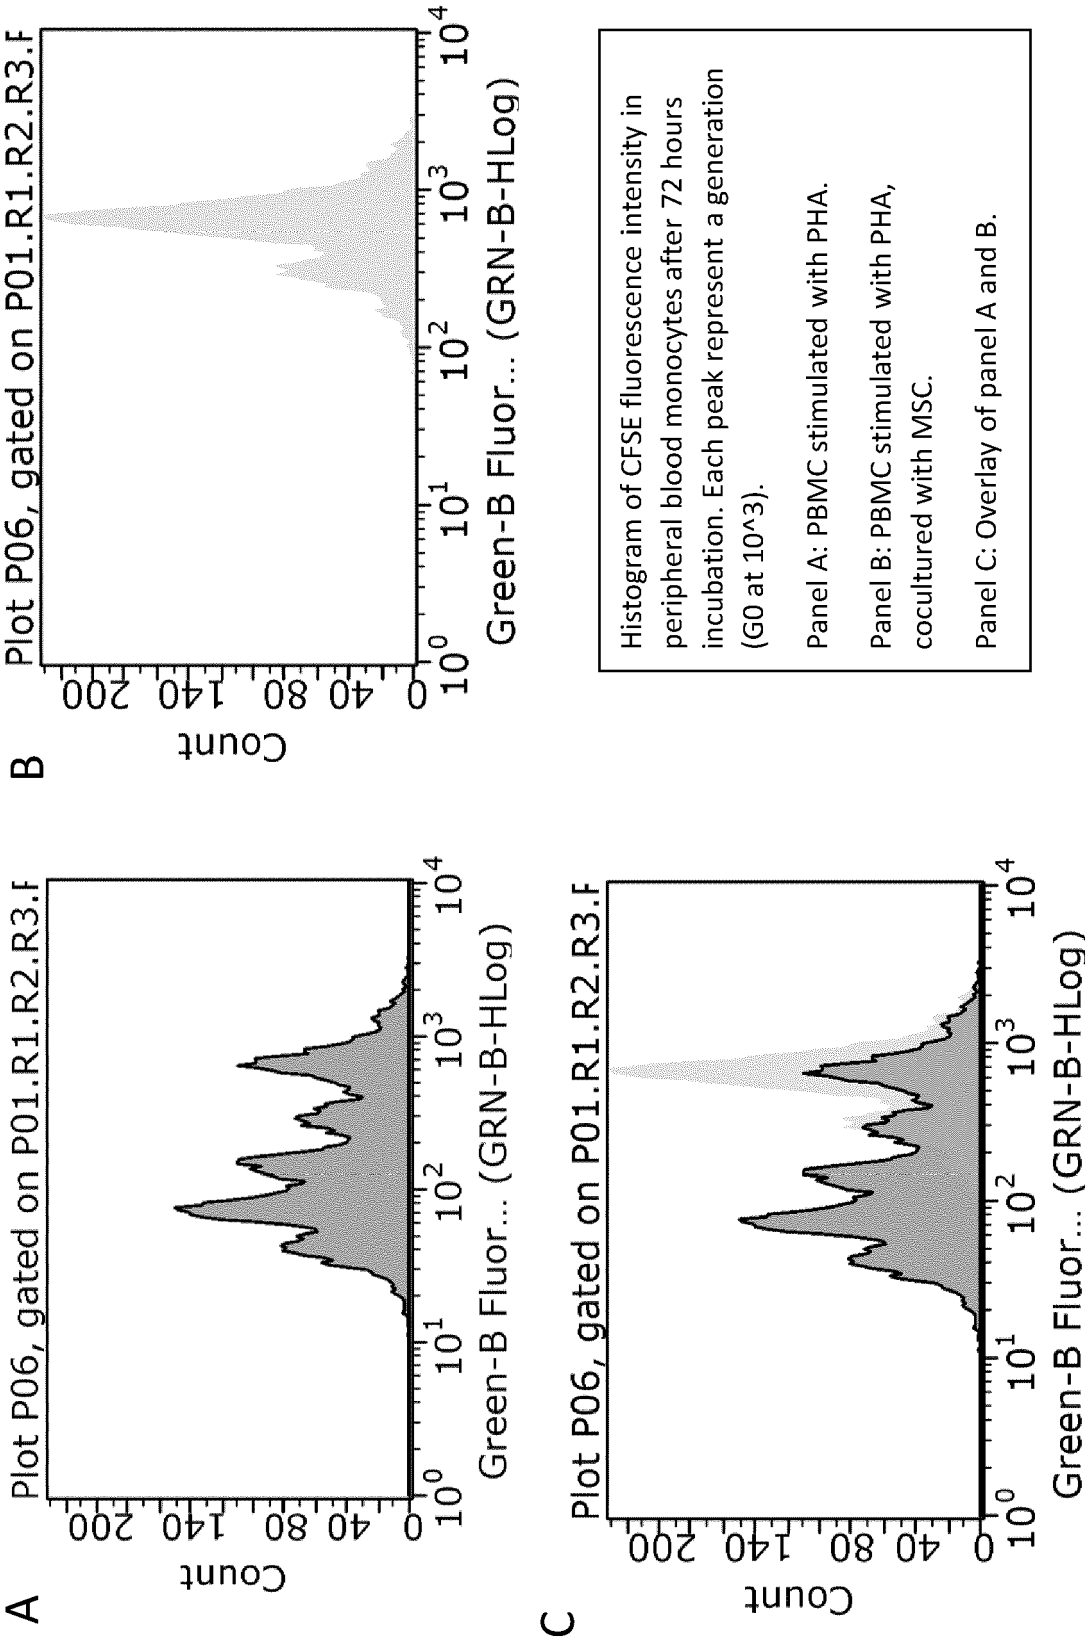 A
Plot P06, gated on P01.R1.R2.R3.F
Count
200
140
80
40
0
10^0 10^1 10^2 10^3 10^4
Green-B Fluor... (GRN-B-HLog)
B
Plot P06, gated on P01.R1.R2.R3.F
Count
200
140
80
40
0
10^0 10^1 10^2 10^3 10^4
Green-B Fluor... (GRN-B-HLog)
C
Plot P06, gated on P01.R1.R2.R3.F
Count
200
140
80
40
0
10^0 10^1 10^2 10^3 10^4
Green-B Fluor... (GRN-B-HLog)
Histogram of CFSE fluorescence intensity in
peripheral blood monocytes after 72 hours
incubation. Each peak represent a generation
(G0 at 10^3).
Panel A: PBMC stimulated with PHA.
Panel B: PBMC stimulated with PHA,
cocultured with MSC.
Panel C: Overlay of panel A and B.